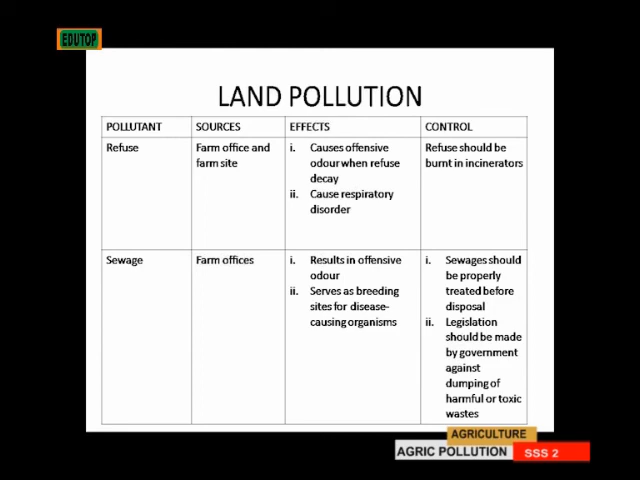 EDUTOP
LAND POLLUTION
POLLUTANT SOURCES EFFECTS CONTROL
Refuse
Farm office and
farm site
i. Causes offensive
odour when refuse
decay
ii. Cause respiratory
disorder
Refuse should be
burnt in incinerators
Sewage
Farm offices
i. Results in offensive
odour
ii. Serves as breeding
sites for disease-
causing organisms
i. Sewages should
be properly
treated before
disposal
ii. Legislation
should be made
by government
against
dumping of
harmful or toxic
wastes
AGRICULTURE
AGRIC POLLUTION SSS 2